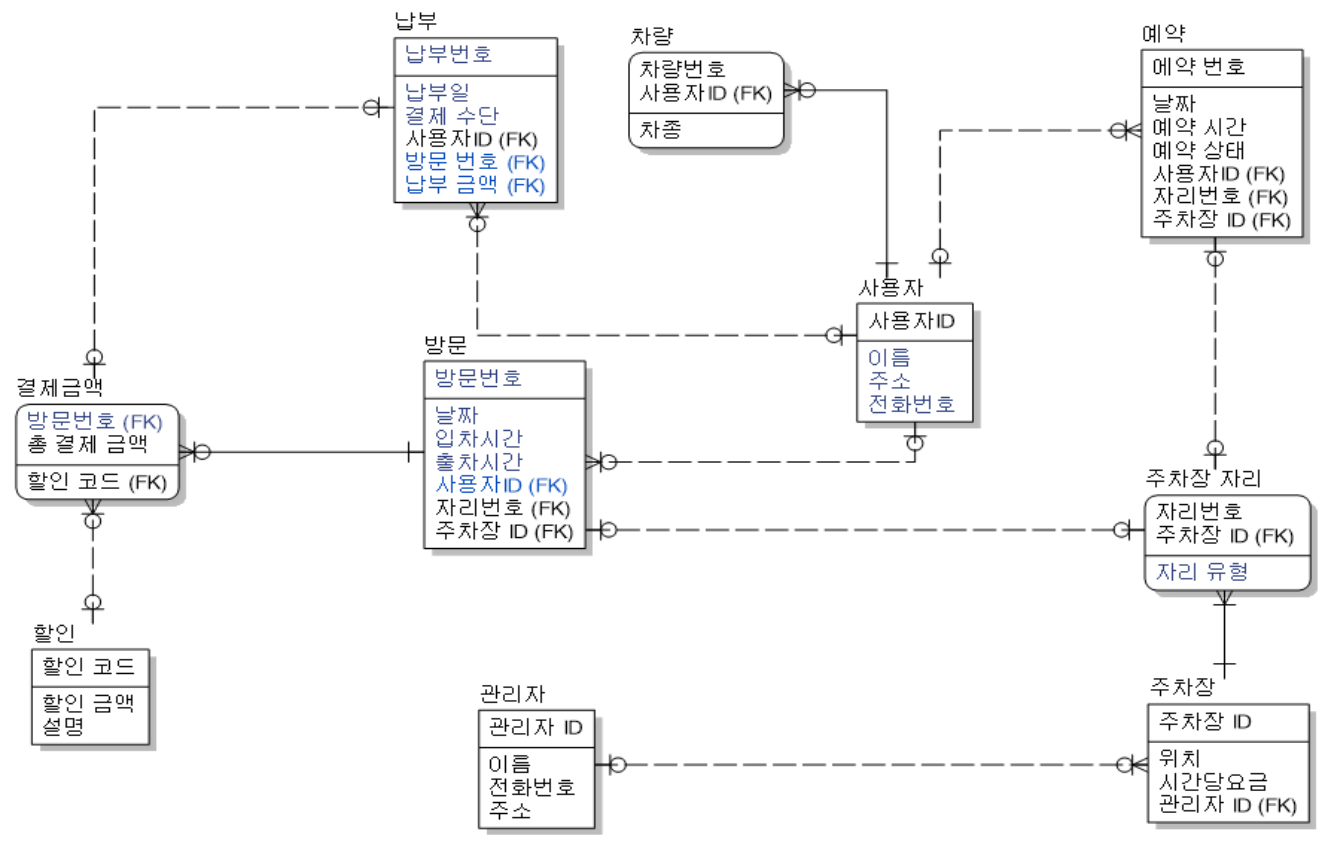 납부
납부번호
납부일
결제 수단
사용자ID (FK)
방문 번호 (FK)
납부 금액 (FK)
차량
차량번호
사용자ID (FK)
차종
예약
예약 번호
날짜
예약 시간
예약 상태
사용자ID (FK)
자리번호 (FK)
주차장 ID (FK)
사용자
사용자ID
이름
주소
전화번호
방문
방문번호
날짜
입차시간
출차시간
사용자ID (FK)
자리번호 (FK)
주차장 ID (FK)
결제금액
방문번호 (FK)
총 결제 금액
할인 코드 (FK)
주차장 자리
자리번호
주차장 ID (FK)
자리 유형
할인
할인 코드
할인 금액
설명
관리자
관리자 ID
이름
전화번호
주소
주차장
주차장 ID
위치
시간당요금
관리자 ID (FK)